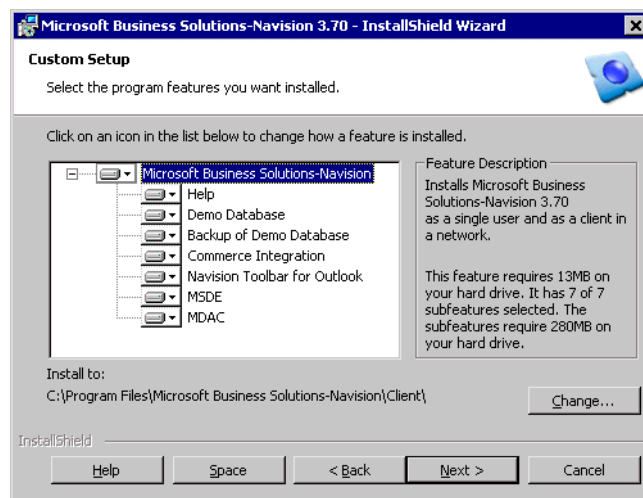 Microsoft Business Solutions-Navision 3.70 - InstallShield Wizard
Custom Setup
Select the program features you want installed.
Click on an icon in the list below to change how a feature is installed.
Microsoft Business Solutions-Navision
Help
Demo Database
Backup of Demo Database
Commerce Integration
Navision Toolbar for Outlook
MSDE
MDAC
Feature Description
Installs Microsoft Business
Solutions-Navision 3.70
as a single user and as a client in
a network.
This feature requires 13MB on
your hard drive. It has 7 of 7
subfeatures selected. The
subfeatures require 280MB on
your hard drive.
Install to:
C:\Program Files\Microsoft Business Solutions-Navision\Client\
Change...
InstallShield
Help
Space
< Back
Next >
Cancel